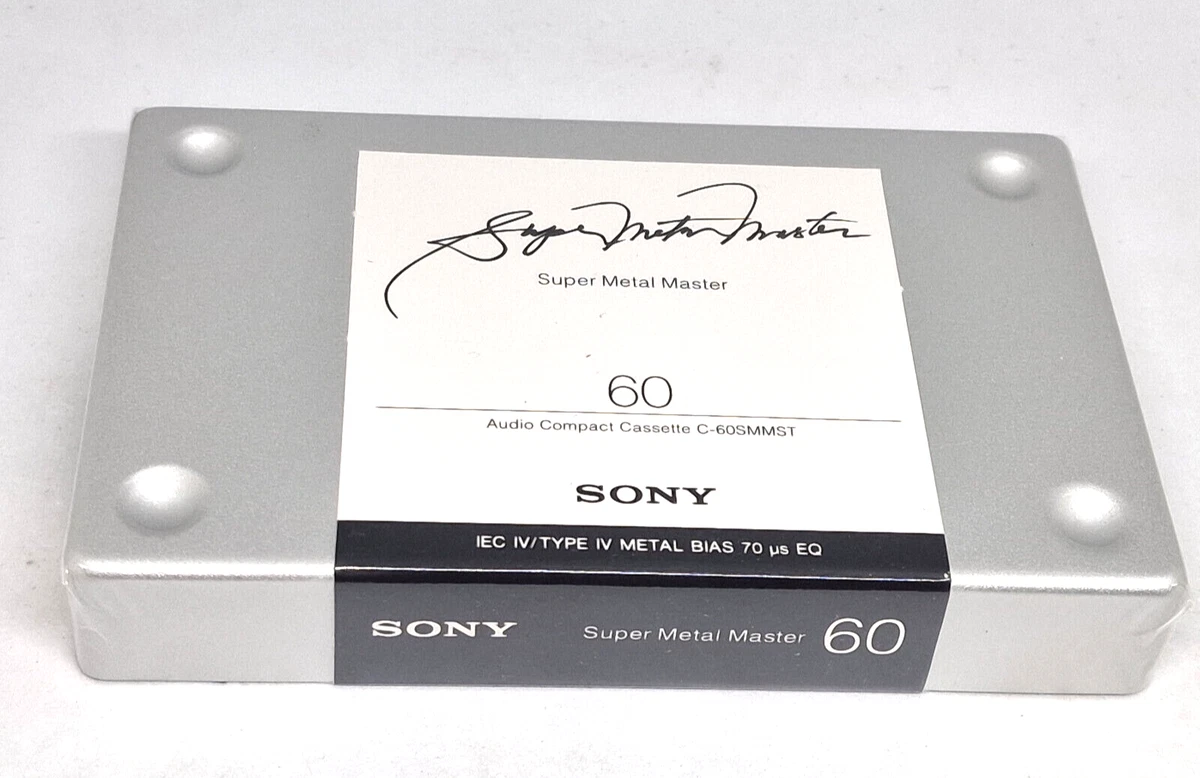 Super Metal Master
Super Metal Master
60
Audio Compact Cassette C-60SMMST
SONY
IEC IV/TYPE IV METAL BIAS 70 µs EQ
SONY Super Metal Master 60